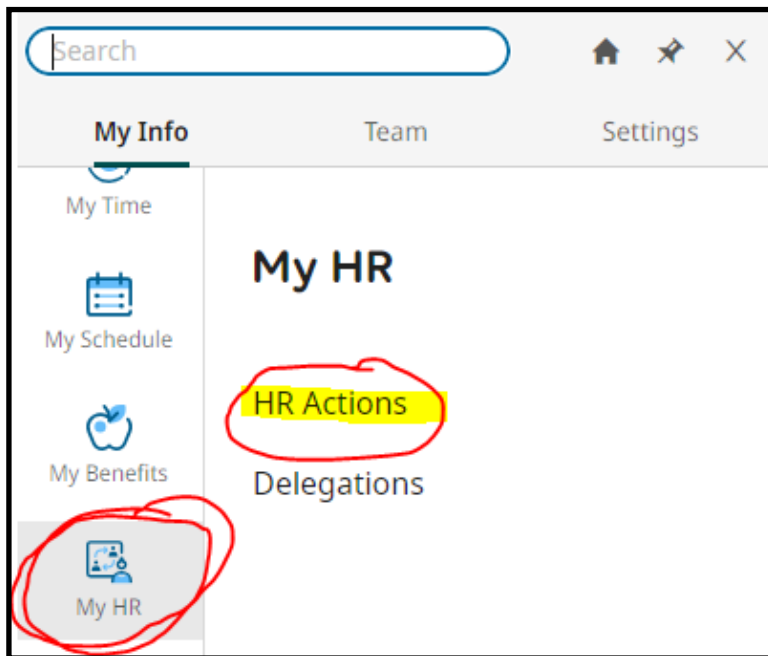 Search
My Info
Team
Settings
My Time
My Schedule
My Benefits
My HR
My HR
HR Actions
Delegations